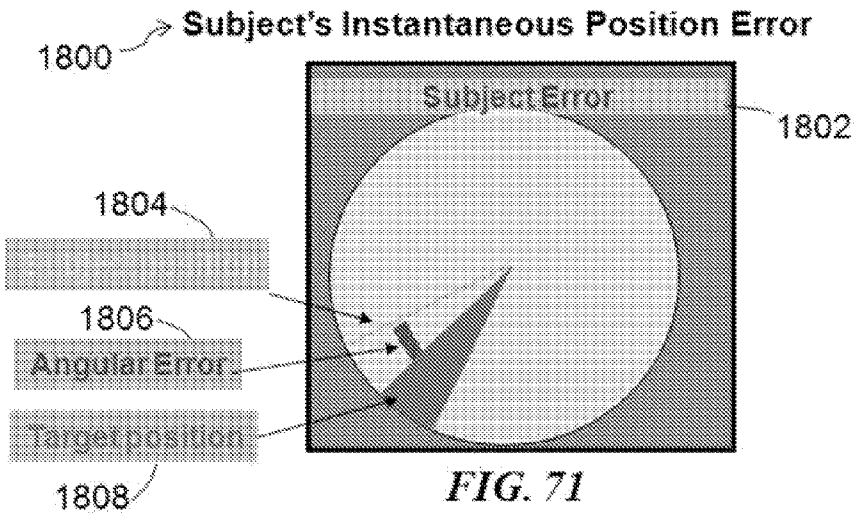 Subject's Instantaneous Position Error
1800
Subject Error
1802
1804
1806
Angular Error
Target position
1808
FIG. 71